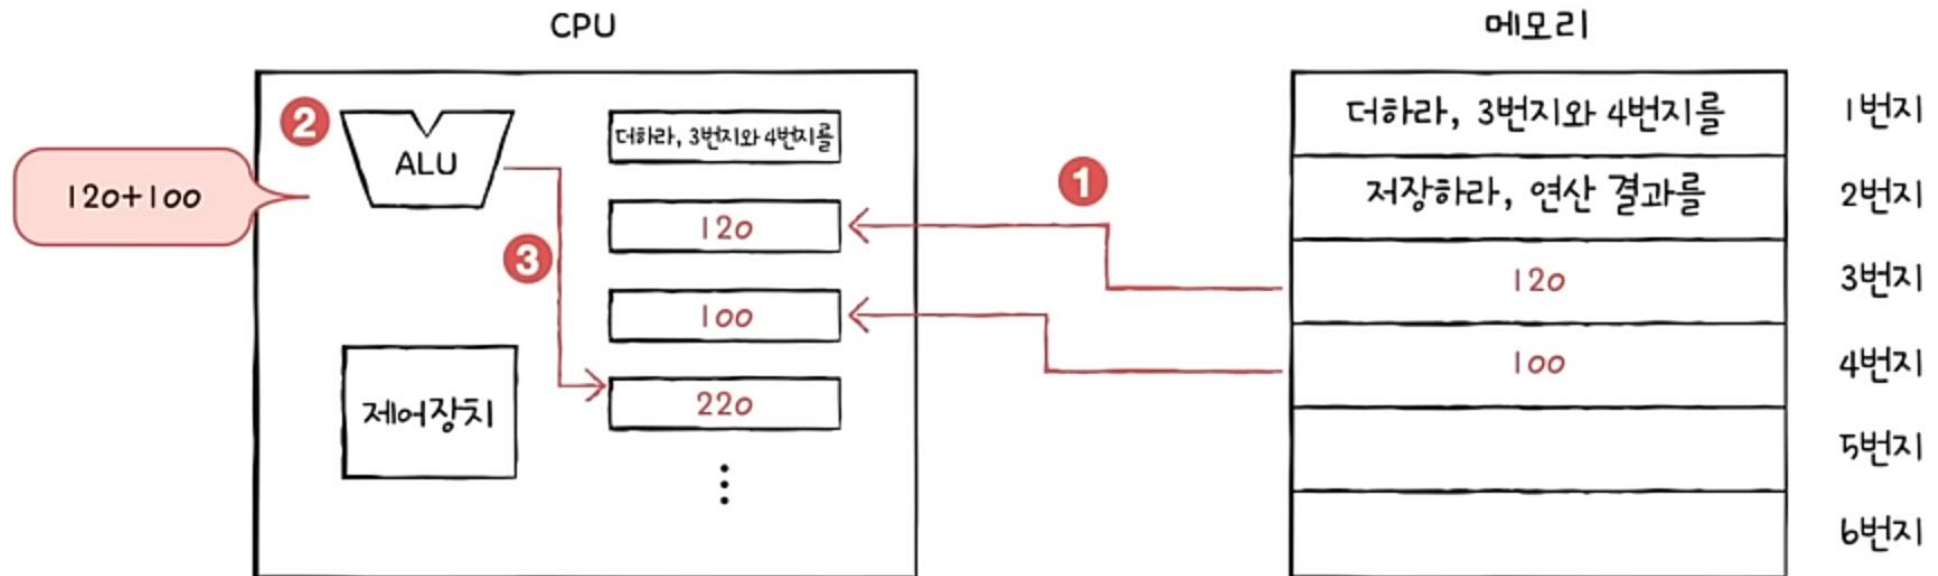 CPU
메모리
②
ALU
더하라, 3번지와 4번지를
120+100
120
③
100
220
제어장치
①
더하라, 3번지와 4번지를
1번지
저장하라, 연산 결과를
2번지
120
3번지
100
4번지
5번지
6번지